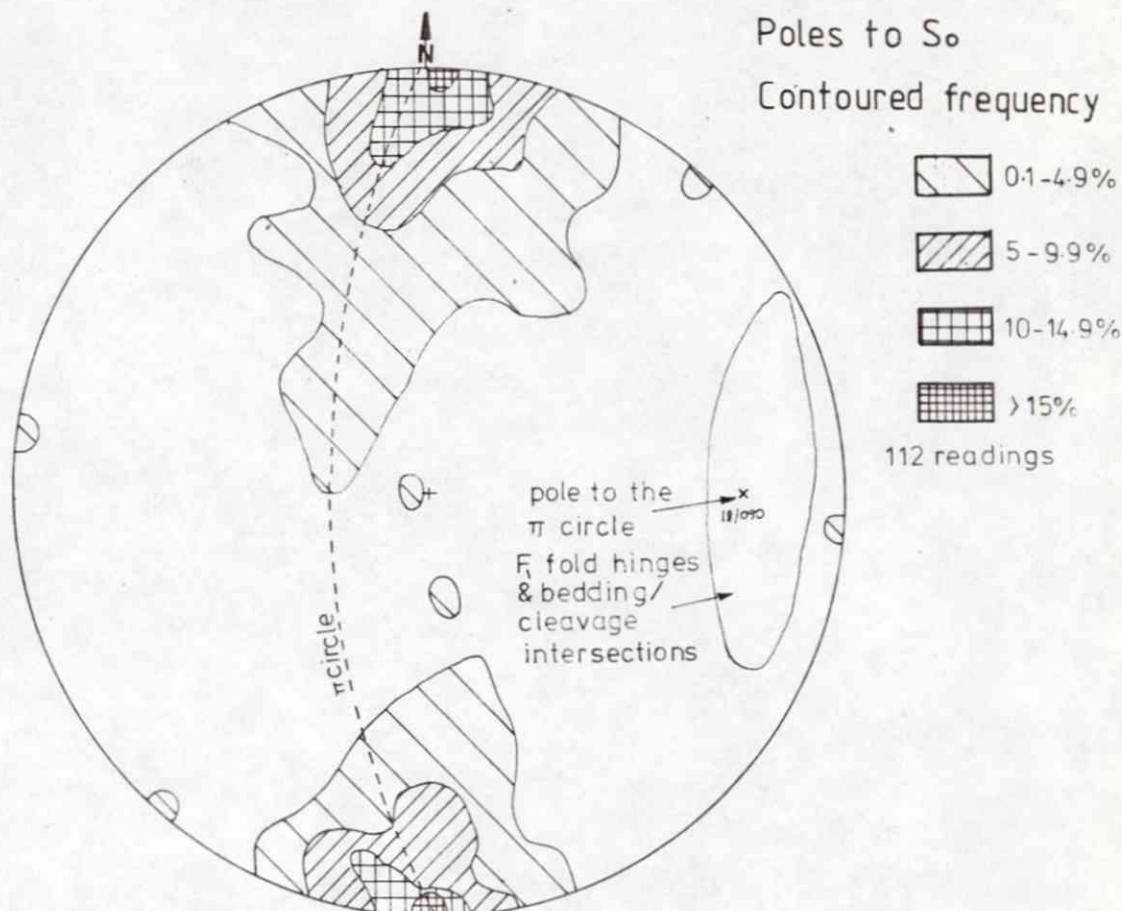 N
Poles to So
Contoured frequency
0·1-4·9%
5-9·9%
10-14·9%
>15%
112 readings
pole to the
π circle
18/090
F₁ fold hinges
& bedding/
cleavage
intersections
π circle